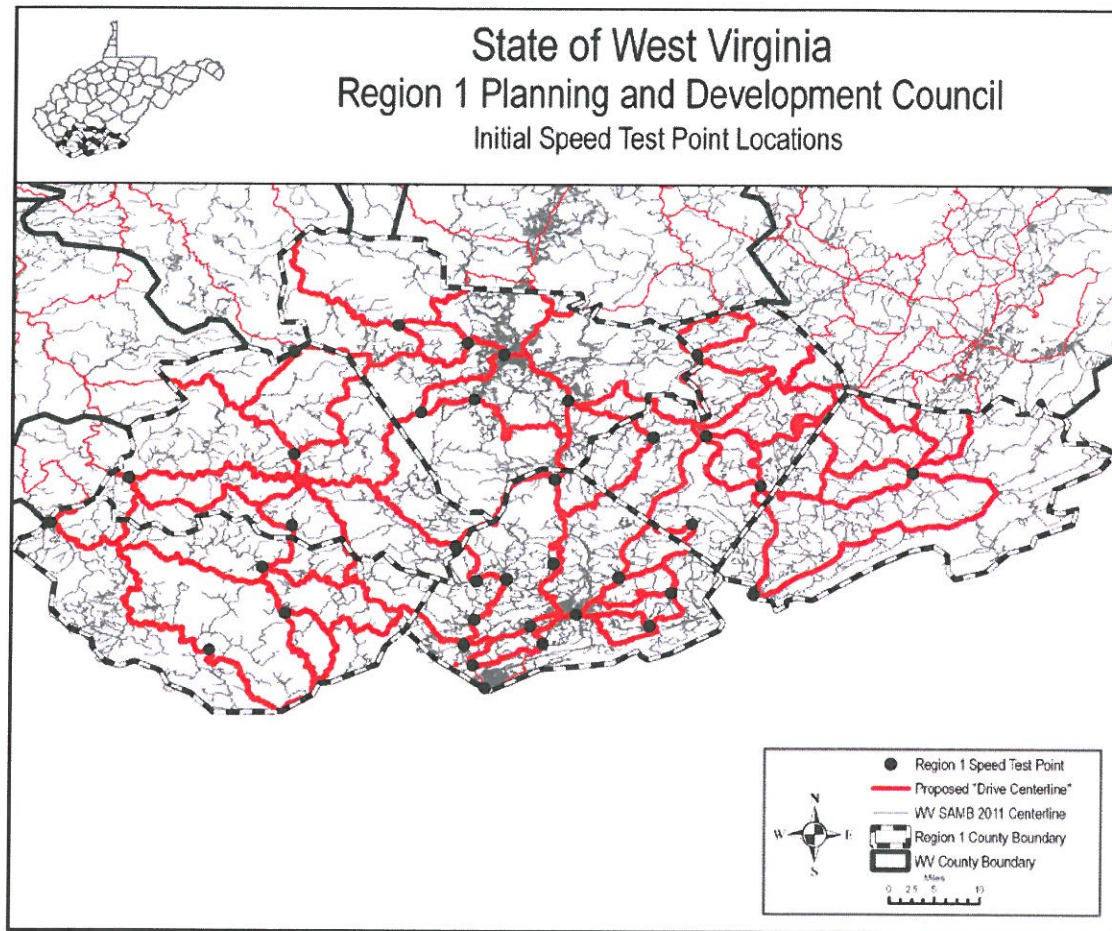 State of West Virginia
Region 1 Planning and Development Council
Initial Speed Test Point Locations
Region 1 Speed Test Point
Proposed "Drive Centerline"
WV SAMB 2011 Centerline
Region 1 County Boundary
WV County Boundary
N
W E
S
Miles
0 2.5 5 10